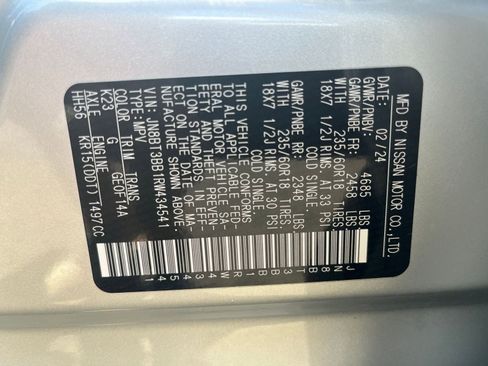 MFD BY NISSAN MOTOR CO.,LTD.
DATE: 02/24
GVWR/PNBV: 4685 LBS
GAWR/PNBE FR: 2458 LBS
235/60R18 TIRES,
18X7 1/2J RIMS, AT 33 PSI
COLD SINGLE
GAWR/PNBE RR: 2348 LBS
235/60R18 TIRES,
18X7 1/2J RIMS, AT 30 PSI
COLD SINGLE
THIS VEHICLE CONFORMS
TO ALL APPLICABLE FED-
ERAL MOTOR VEHICLE SA-
FETY AND THEFT PREVEN-
TION STANDARDS IN EFF-
ECT ON THE DATE OF MA-
NUFACTURE SHOWN ABOVE.
VIN: JN8BT3BB1RW434541
TYPE: MPV
COLOR TRIM TRANS
K23 G GE0F14A
AXLE ENGINE
HH56 KR15(DDT) 1497CC
JN8BT3BB1RW434541